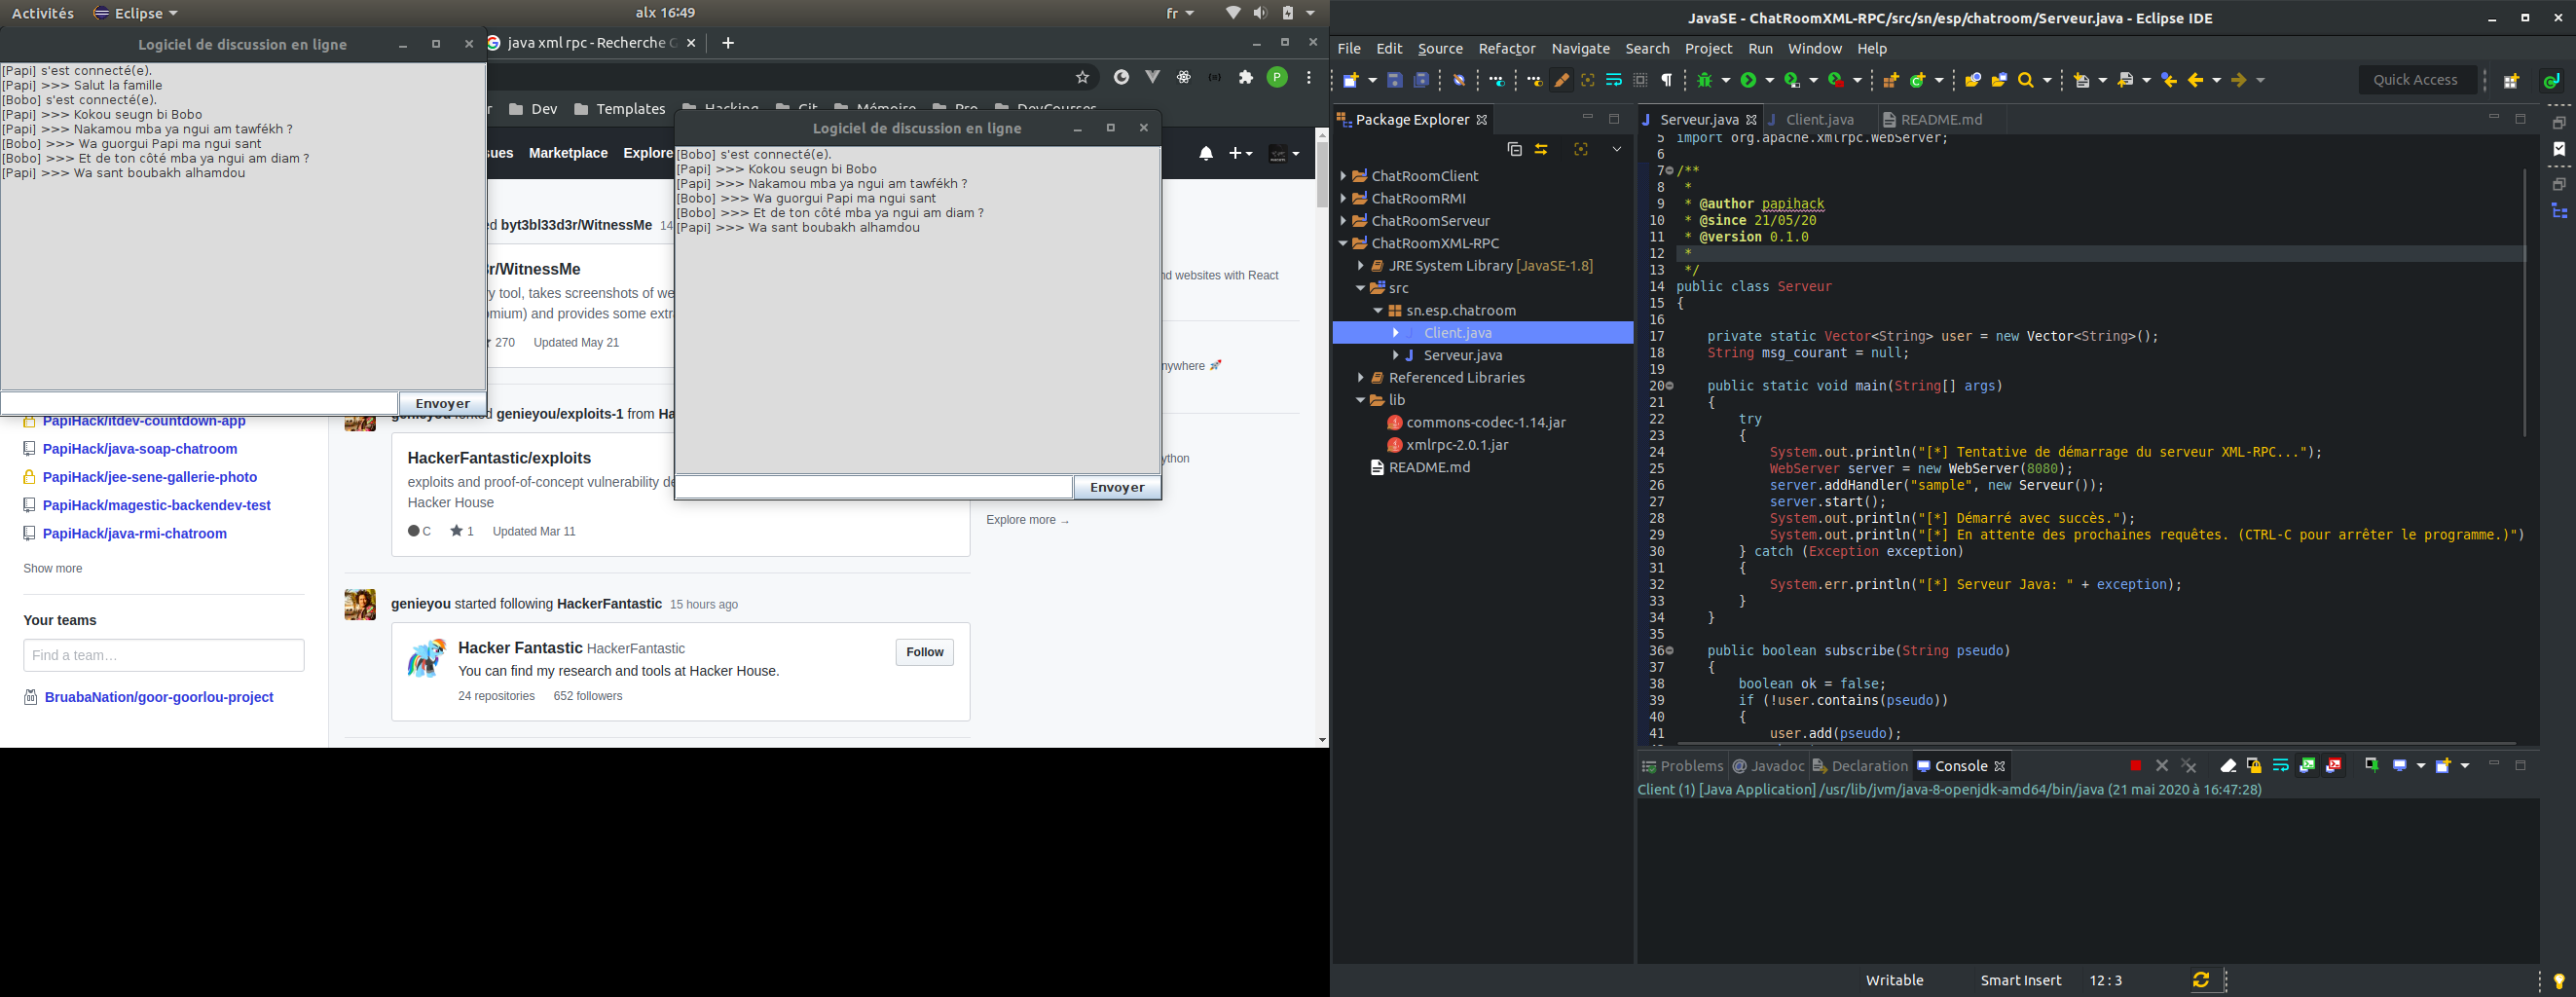 Activités
Eclipse
alx 16:49
fr
Logiciel de discussion en ligne
[Papi] s'est connecté(e).
[Papi] >>> Salut la famille
[Bobo] s'est connecté(e).
[Papi] >>> Kokou seugn bi Bobo
[Papi] >>> Nakamou mba ya ngui am tawfékh ?
[Bobo] >>> Wa guorgui Papi ma ngui sant
[Bobo] >>> Et de ton côté mba ya ngui am diam ?
[Papi] >>> Wa sant boubakh alhamdou
Envoyer
java xml rpc - Recherche G
P
Dev
Templates
Hacking
Git
Mémoire
Pro
DevCourses
Marketplace
Explore
byt3bl33d3r/WitnessMe
r/WitnessMe
270
Updated May 21
Logiciel de discussion en ligne
[Bobo] s'est connecté(e).
[Papi] >>> Kokou seugn bi Bobo
[Papi] >>> Nakamou mba ya ngui am tawfékh ?
[Bobo] >>> Wa guorgui Papi ma ngui sant
[Bobo] >>> Et de ton côté mba ya ngui am diam ?
[Papi] >>> Wa sant boubakh alhamdou
Envoyer
nd websites with React
Explore more →
PapiHack/itdev-countdown-app
PapiHack/java-soap-chatroom
PapiHack/jee-sene-gallerie-photo
PapiHack/magestic-backendev-test
PapiHack/java-rmi-chatroom
Show more
Your teams
Find a team…
BruabaNation/goor-goorlou-project
genieyou forked genieyou/exploits-1 from Ha
HackerFantastic/exploits
exploits and proof-of-concept vulnerability de
Hacker House
C
1
Updated Mar 11
genieyou started following HackerFantastic 15 hours ago
Hacker Fantastic HackerFantastic
Follow
You can find my research and tools at Hacker House.
24 repositories
652 followers
JavaSE - ChatRoomXML-RPC/src/sn/esp/chatroom/Serveur.java - Eclipse IDE
File Edit Source Refactor Navigate Search Project Run Window Help
Quick Access
Package Explorer
ChatRoomClient
ChatRoomRMI
ChatRoomServeur
ChatRoomXML-RPC
JRE System Library [JavaSE-1.8]
src
sn.esp.chatroom
Client.java
Serveur.java
Referenced Libraries
lib
commons-codec-1.14.jar
xmlrpc-2.0.1.jar
README.md
Serveur.java
Client.java
README.md
5 import org.apache.xmlrpc.WebServer;
6
7 /**
8 *
9 * @author papihack
10 * @since 21/05/20
11 * @version 0.1.0
12 *
13 */
14 public class Serveur
15 {
16
17 private static Vector<String> user = new Vector<String>();
18 String msg_courant = null;
19
20 public static void main(String[] args)
21 {
22 try
23 {
24 System.out.println("[*] Tentative de démarrage du serveur XML-RPC...");
25 WebServer server = new WebServer(8080);
26 server.addHandler("sample", new Serveur());
27 server.start();
28 System.out.println("[*] Démarré avec succès.");
29 System.out.println("[*] En attente des prochaines requêtes. (CTRL-C pour arrêter le programme.)")
30 } catch (Exception exception)
31 {
32 System.err.println("[*] Serveur Java: " + exception);
33 }
34 }
35
36 public boolean subscribe(String pseudo)
37 {
38 boolean ok = false;
39 if (!user.contains(pseudo))
40 {
41 user.add(pseudo);
Problems
Javadoc
Declaration
Console
Client (1) [Java Application] /usr/lib/jvm/java-8-openjdk-amd64/bin/java (21 mai 2020 à 16:47:28)
Writable
Smart Insert
12 : 3